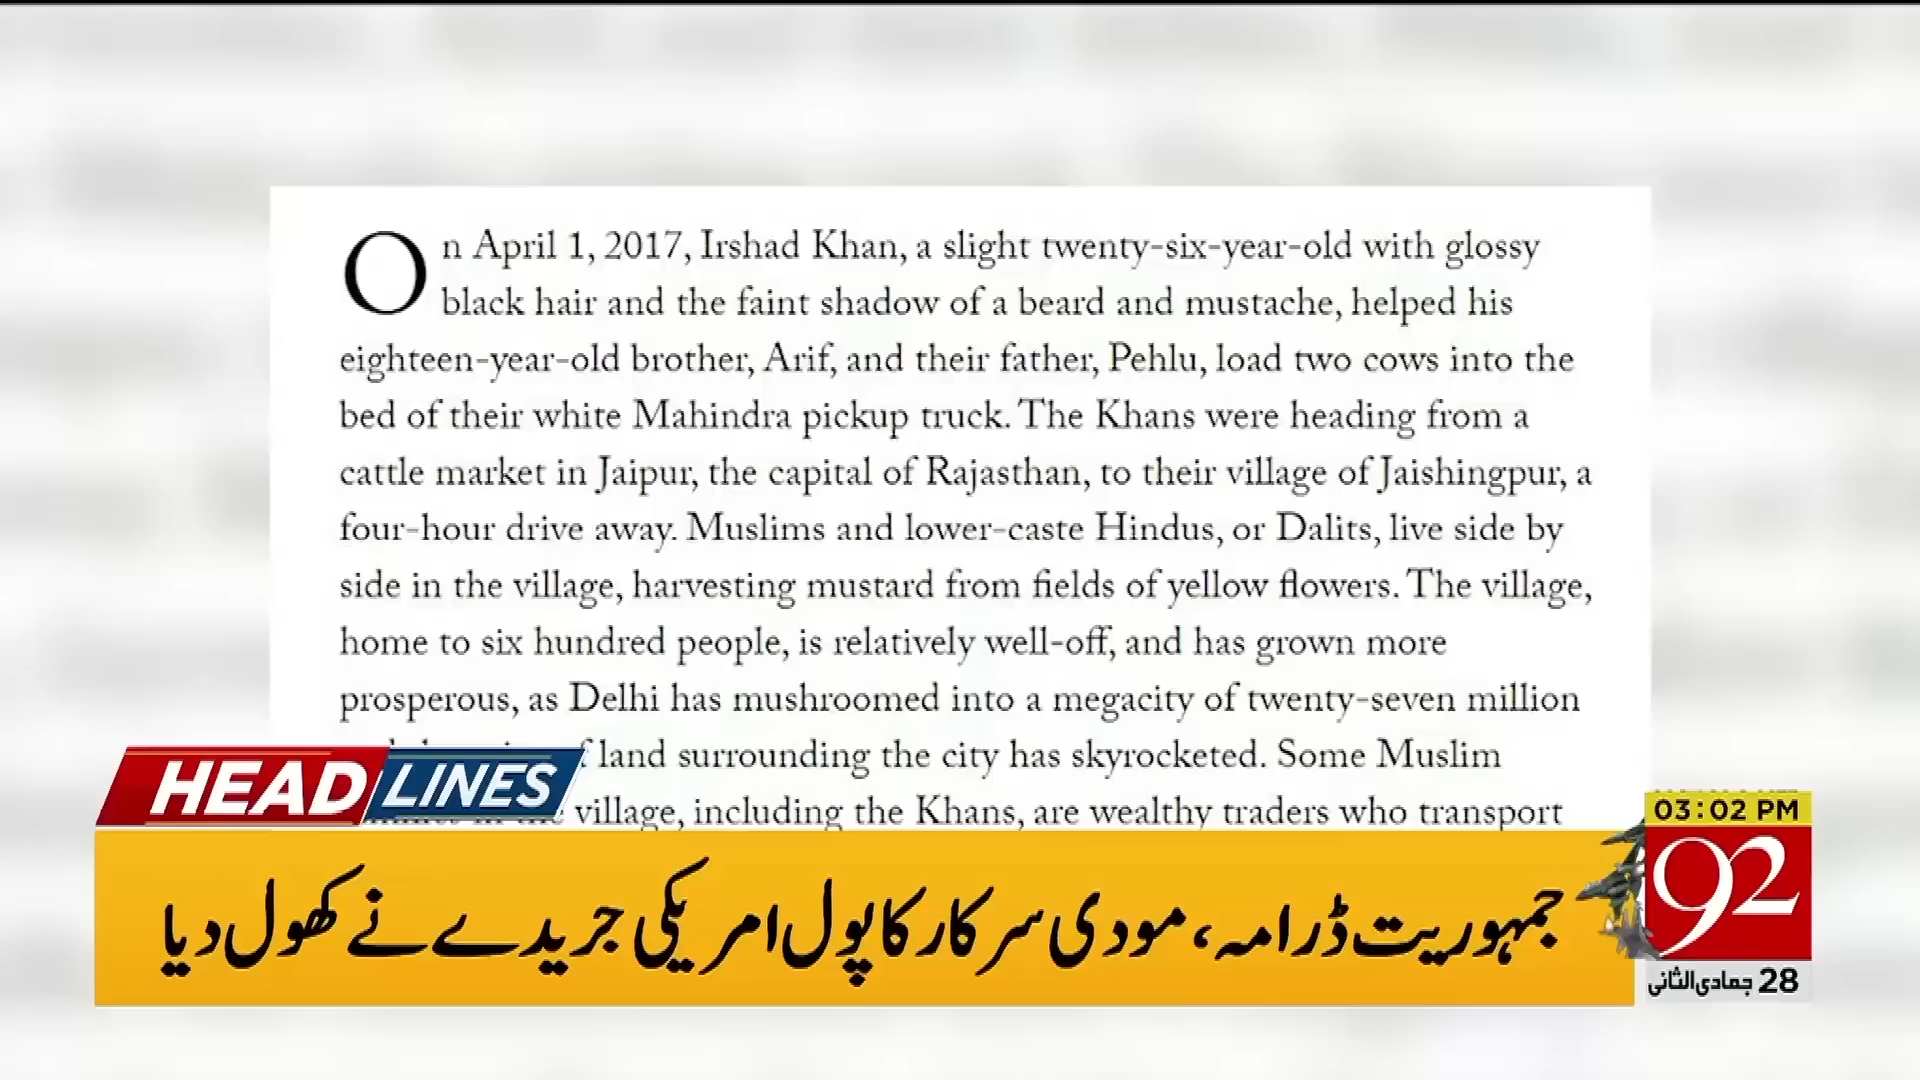 On April 1, 2017, Irshad Khan, a slight twenty-six-year-old with glossy
black hair and the faint shadow of a beard and mustache, helped his
eighteen-year-old brother, Arif, and their father, Pehlu, load two cows into the
bed of their white Mahindra pickup truck. The Khans were heading from a
cattle market in Jaipur, the capital of Rajasthan, to their village of Jaishingpur, a
four-hour drive away. Muslims and lower-caste Hindus, or Dalits, live side by
side in the village, harvesting mustard from fields of yellow flowers. The village,
home to six hundred people, is relatively well-off, and has grown more
prosperous, as Delhi has mushroomed into a megacity of twenty-seven million
land surrounding the city has skyrocketed. Some Muslim
village, including the Khans, are wealthy traders who transport
HEADLINES
03:02 PM
92
جمہوریت ڈرامہ، مودی سرکار کا پول امریکی جریدے نے کھول دیا
28 جمادی الثانی